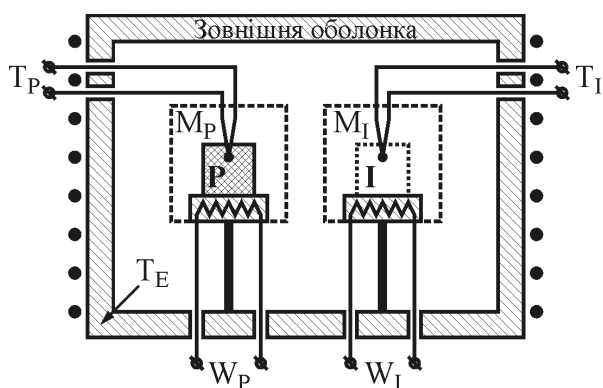 Зовнішня оболонка
T_P
T_I
M_P
M_I
P
I
T_E
W_P
W_I